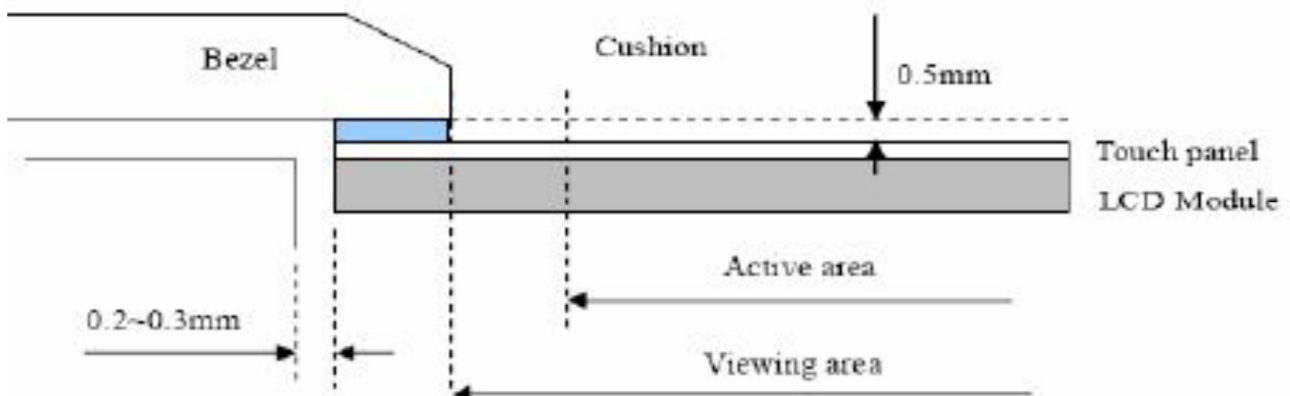 Cushion
Bezel
0.5mm
Touch panel
LCD Module
Active area
0.2~0.3mm
Viewing area